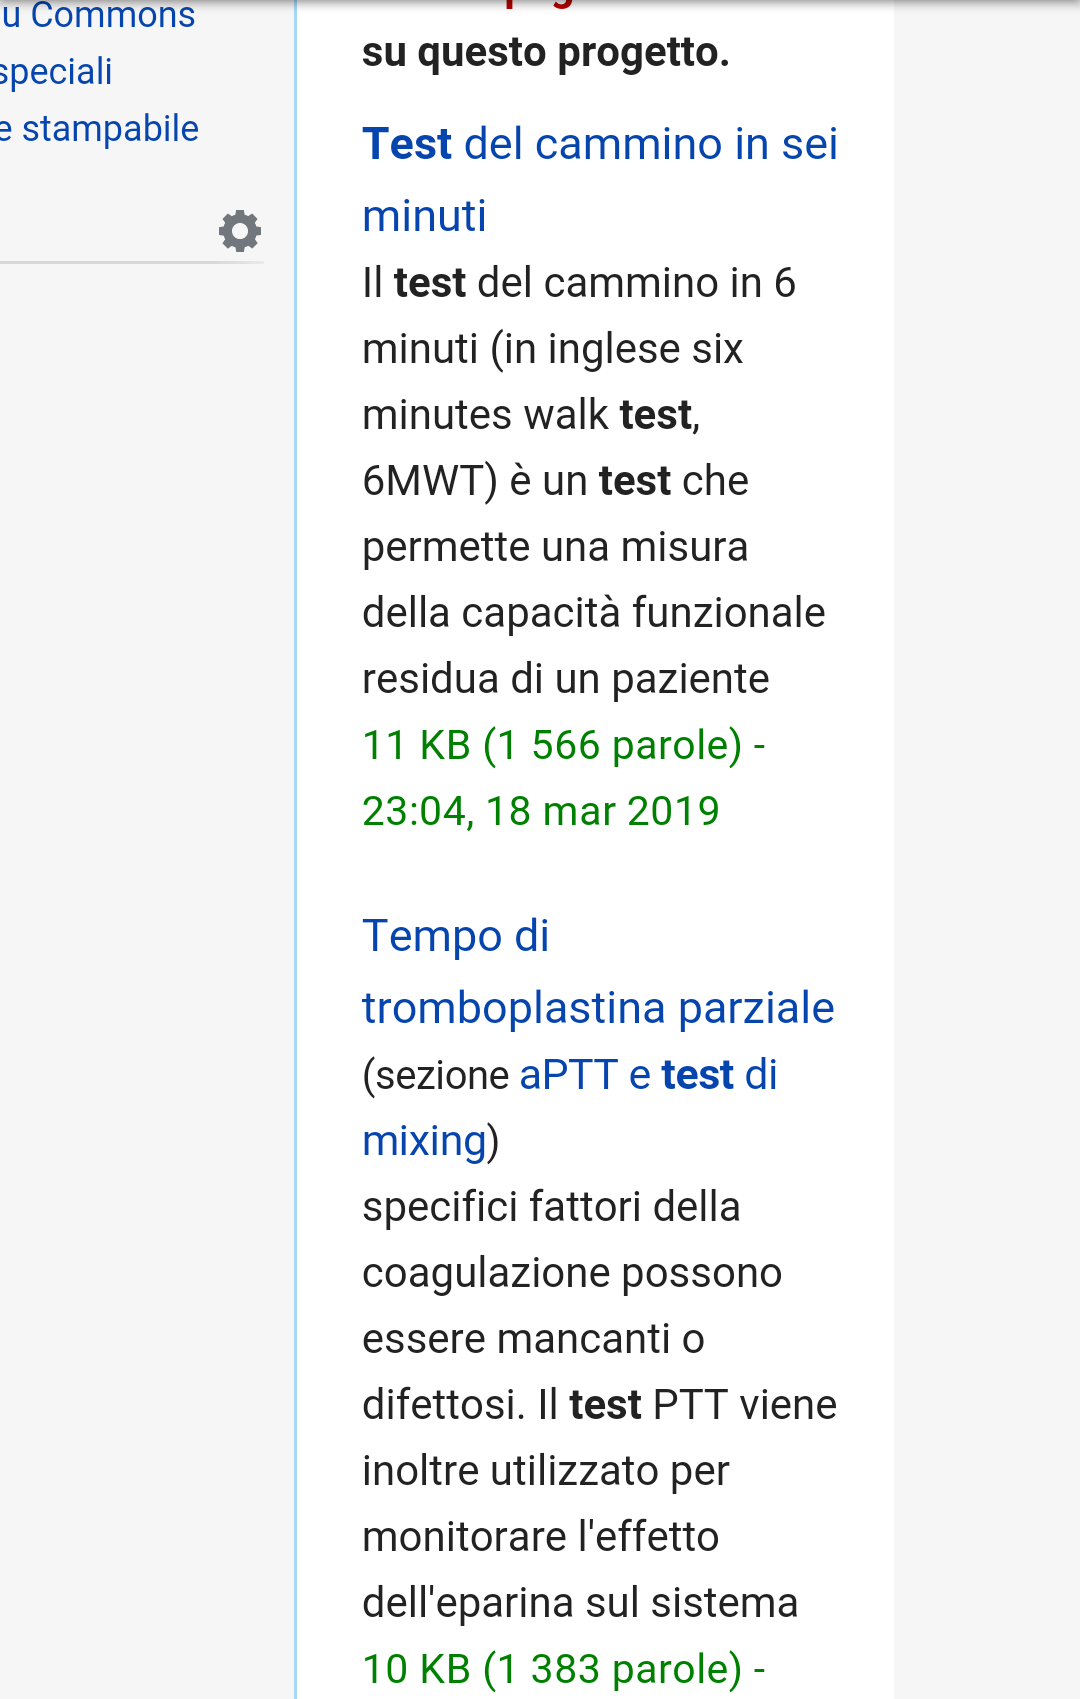 u Commons
speciali
e stampabile
su questo progetto.
Test del cammino in sei
minuti
Il test del cammino in 6
minuti (in inglese six
minutes walk test,
6MWT) è un test che
permette una misura
della capacità funzionale
residua di un paziente
11 KB (1 566 parole) -
23:04, 18 mar 2019
Tempo di
tromboplastina parziale
(sezione aPTT e test di
mixing)
specifici fattori della
coagulazione possono
essere mancanti o
difettosi. Il test PTT viene
inoltre utilizzato per
monitorare l'effetto
dell'eparina sul sistema
10 KB (1 383 parole) -